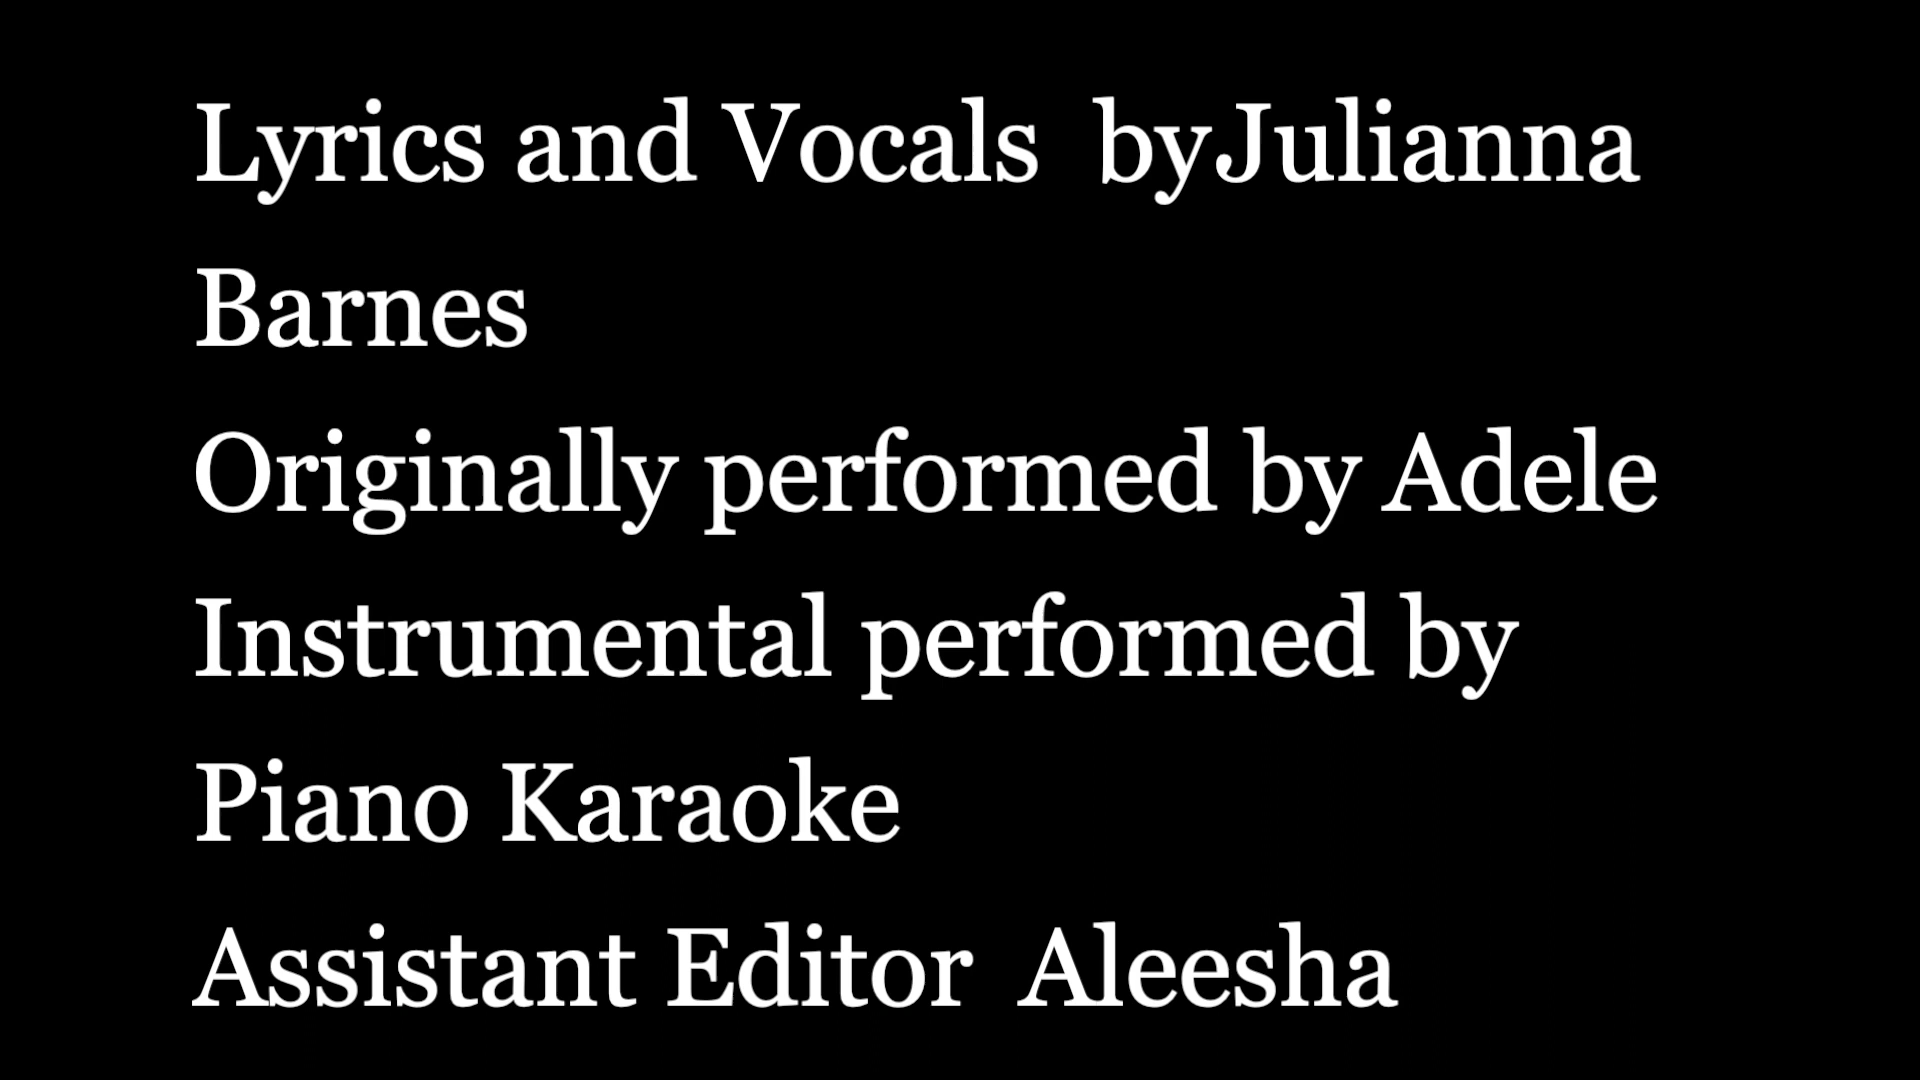 Lyrics and Vocals  byJulianna
Barnes
Originally performed by Adele
Instrumental performed by
Piano Karaoke
Assistant Editor  Aleesha